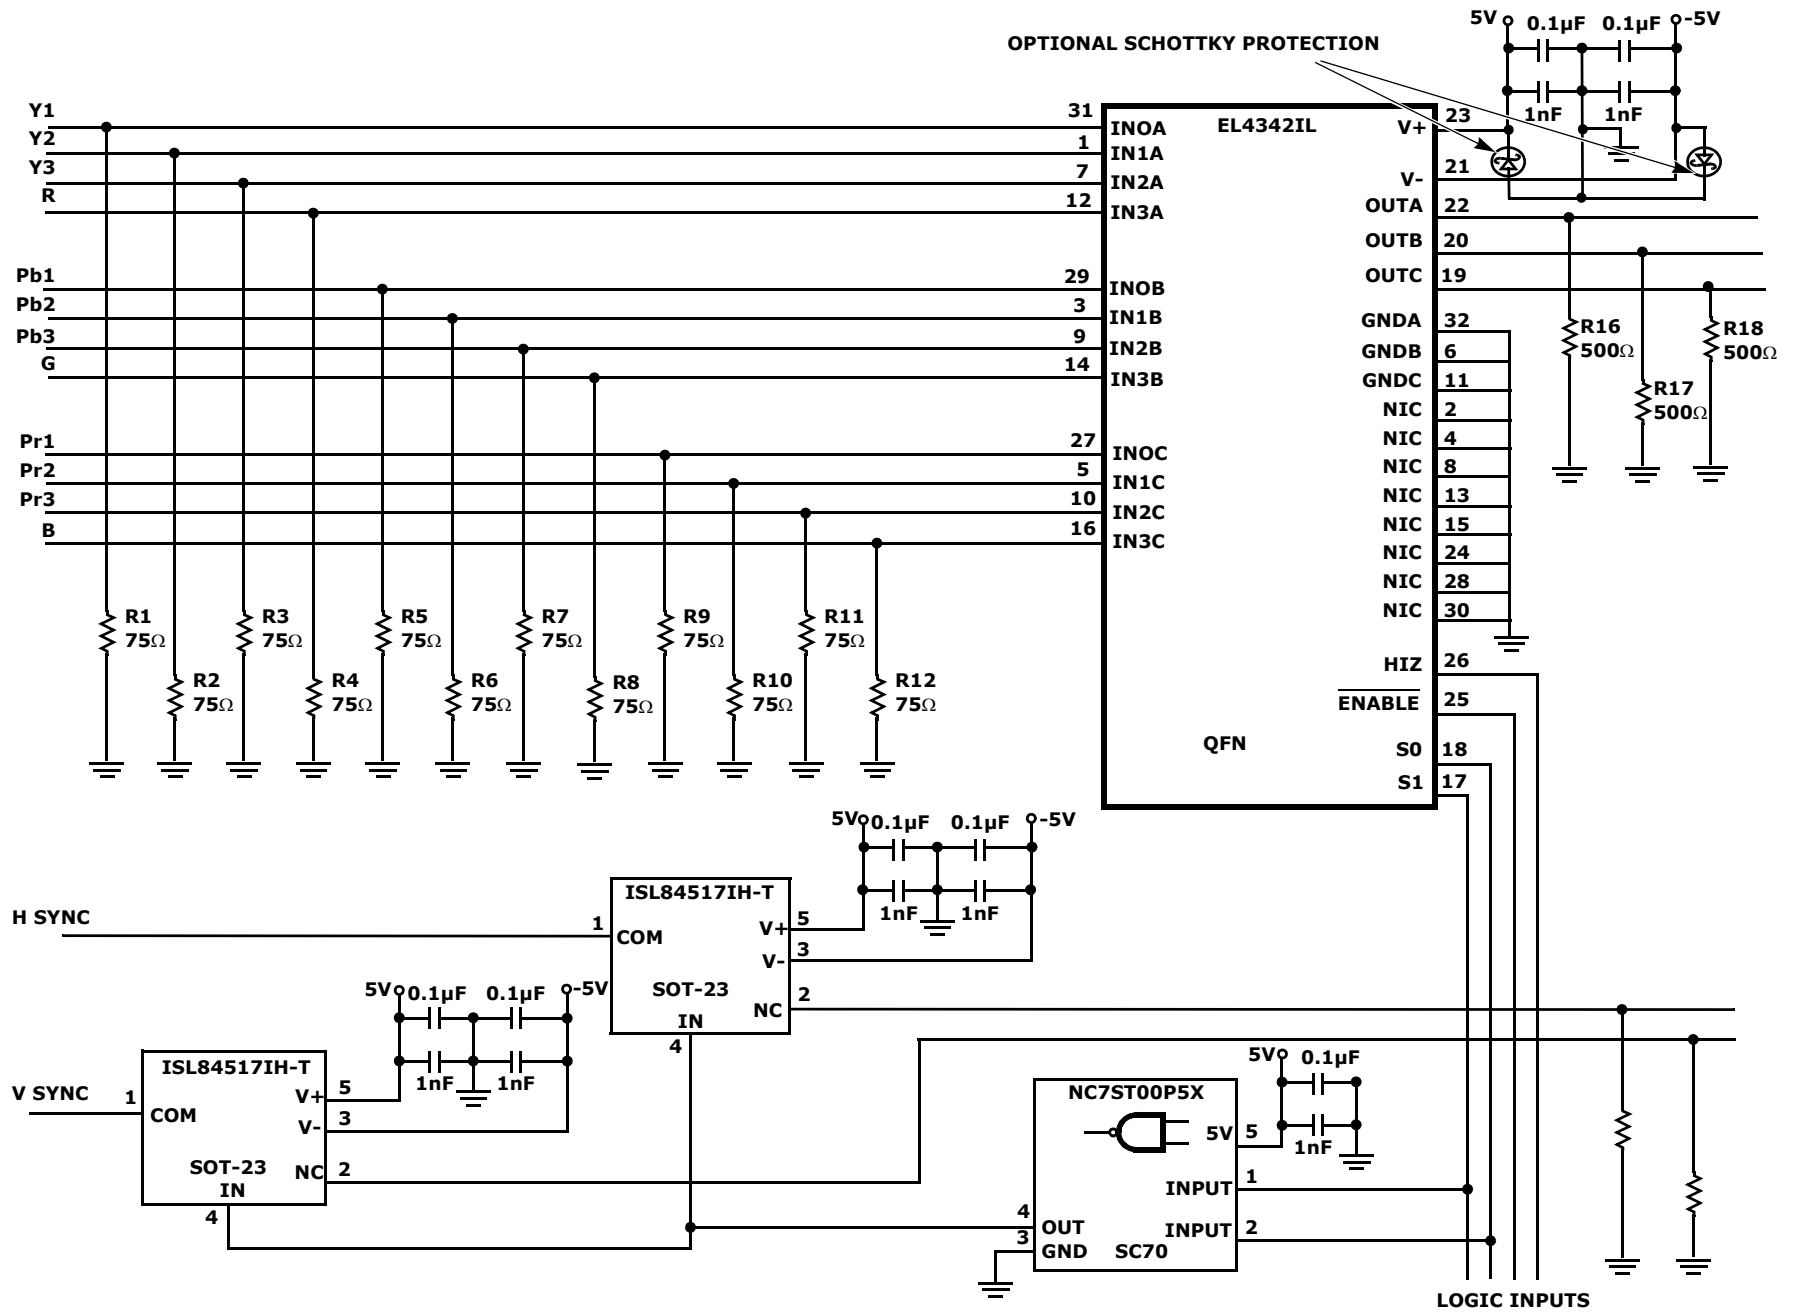 OPTIONAL SCHOTTKY PROTECTION
5V 0.1µF 0.1µF -5V
1nF 1nF
EL4342IL
Y1 31 INOA
Y2 1 IN1A
Y3 7 IN2A
R 12 IN3A
Pb1 29 INOB
Pb2 3 IN1B
Pb3 9 IN2B
G 14 IN3B
Pr1 27 INOC
Pr2 5 IN1C
Pr3 10 IN2C
B 16 IN3C
V+ 23
V- 21
OUTA 22
OUTB 20
OUTC 19
GNDA 32
GNDB 6
GNDC 11
NIC 2
NIC 4
NIC 8
NIC 13
NIC 15
NIC 24
NIC 28
NIC 30
HIZ 26
ENABLE 25
S0 18
S1 17
QFN
R16
500Ω
R17
500Ω
R18
500Ω
R1
75Ω
R2
75Ω
R3
75Ω
R4
75Ω
R5
75Ω
R6
75Ω
R7
75Ω
R8
75Ω
R9
75Ω
R10
75Ω
R11
75Ω
R12
75Ω
5V 0.1µF 0.1µF -5V
1nF 1nF
ISL84517IH-T
H SYNC 1 COM
V+ 5
V- 3
SOT-23
NC 2
IN
4
5V 0.1µF 0.1µF -5V
1nF 1nF
ISL84517IH-T
V SYNC 1 COM
V+ 5
V- 3
SOT-23
NC 2
IN
4
5V 0.1µF
1nF
NC7ST00P5X
5V 5
INPUT 1
INPUT 2
4 OUT
3 GND
SC70
LOGIC INPUTS